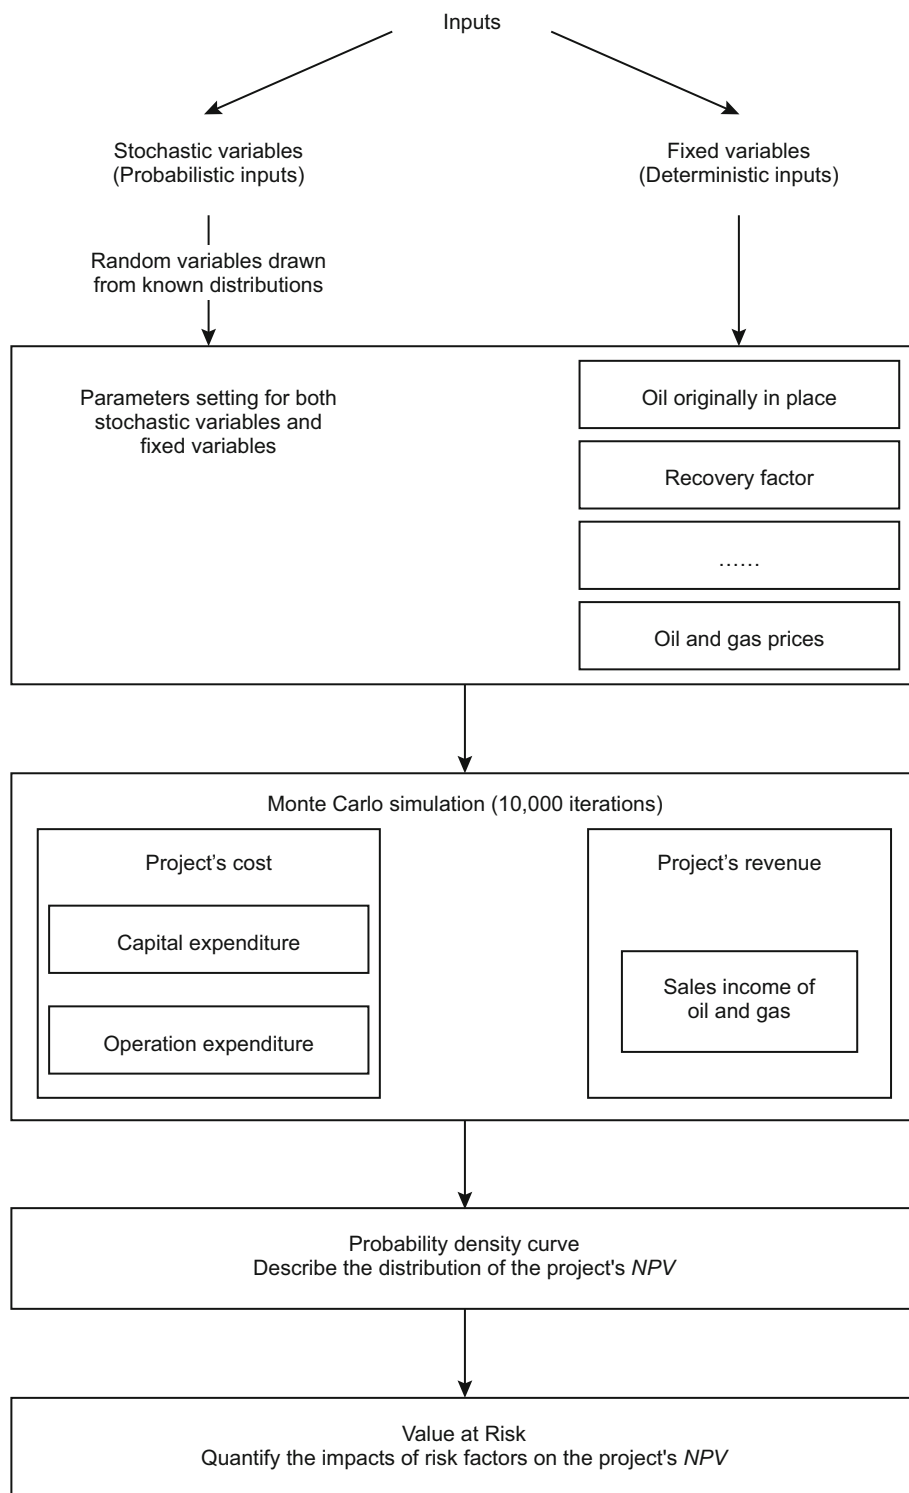 Inputs
Stochastic variables
(Probabilistic inputs)
Fixed variables
(Deterministic inputs)
Random variables drawn
from known distributions
Parameters setting for both
stochastic variables and
fixed variables
Oil originally in place
Recovery factor
......
Oil and gas prices
Monte Carlo simulation (10,000 iterations)
Project's cost
Capital expenditure
Operation expenditure
Project's revenue
Sales income of
oil and gas
Probability density curve
Describe the distribution of the project's NPV
Value at Risk
Quantify the impacts of risk factors on the project's NPV